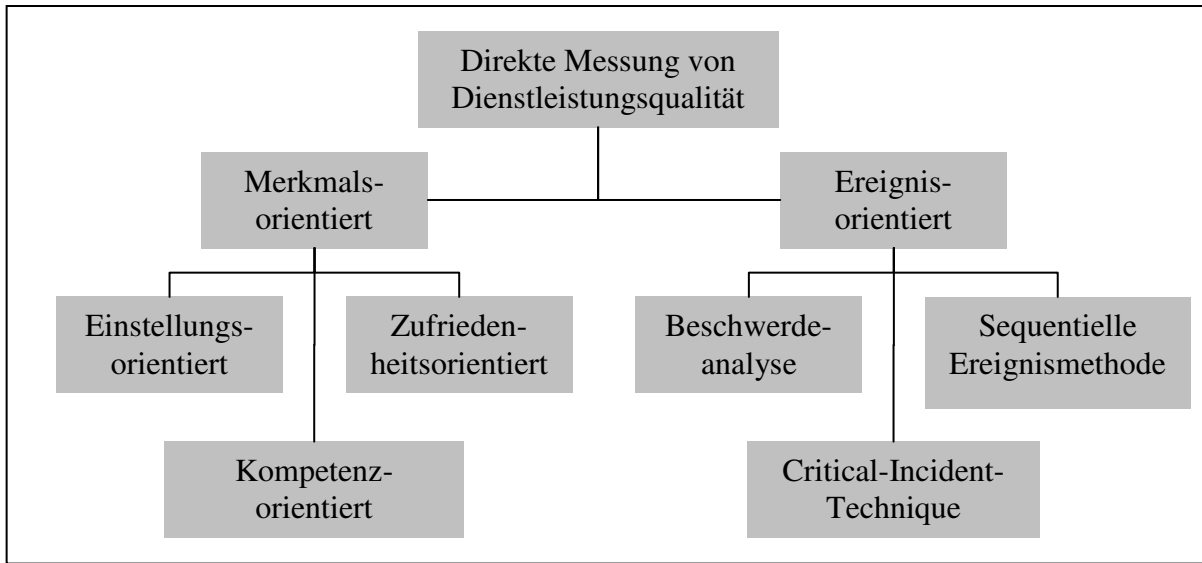 Direkte Messung von
Dienstleistungsqualität
Merkmals-
orientiert
Ereignis-
orientiert
Einstellungs-
orientiert
Zufrieden-
heitsorientiert
Beschwerde-
analyse
Sequentielle
Ereignismethode
Kompetenz-
orientiert
Critical-Incident-
Technique